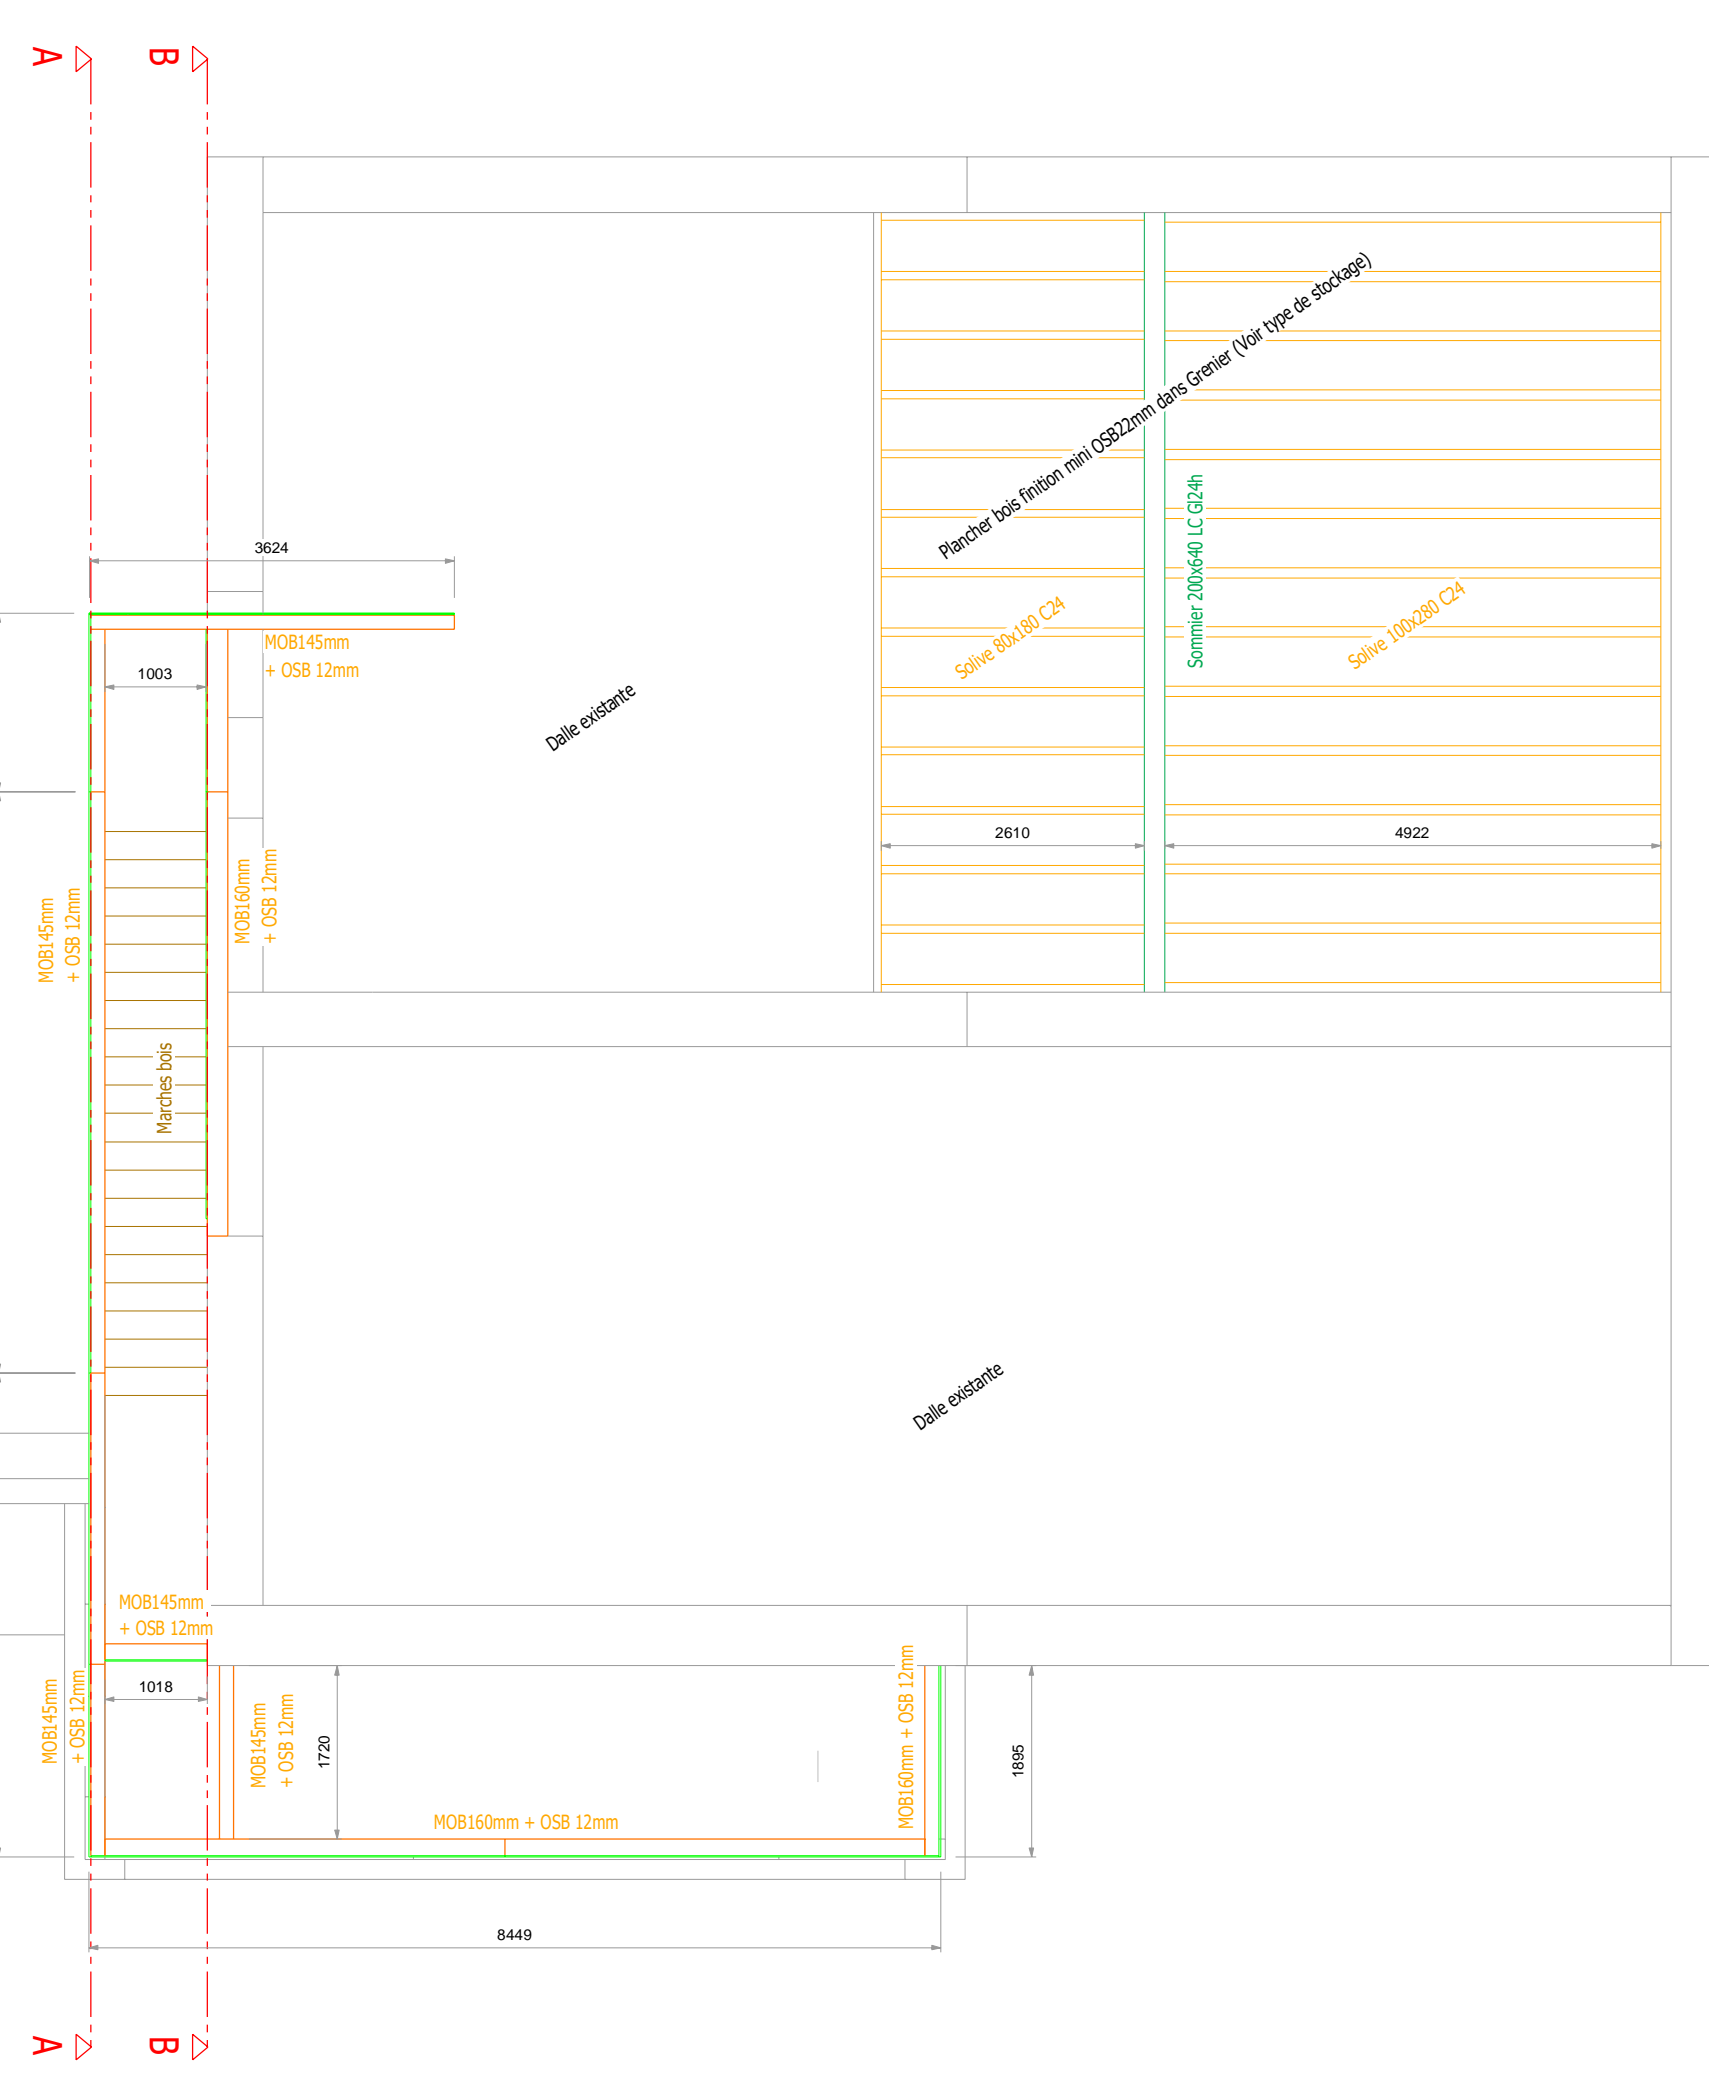 A
B
Plancher bois finition mini OSB22mm dans Grenier (Voir type de stockage)
3624
Sommier 200x640 LC Gl24h
Solive 80x180 C24
Solive 100x280 C24
MOB145mm
+ OSB 12mm
1003
Dalle existante
2610
4922
MOB160mm
+ OSB 12mm
MOB145mm
+ OSB 12mm
Marches bois
Dalle existante
MOB145mm
+ OSB 12mm
MOB145mm
+ OSB 12mm
1018
MOB145mm
+ OSB 12mm
1720
MOB160mm + OSB 12mm
1895
MOB160mm + OSB 12mm
8449
A
B